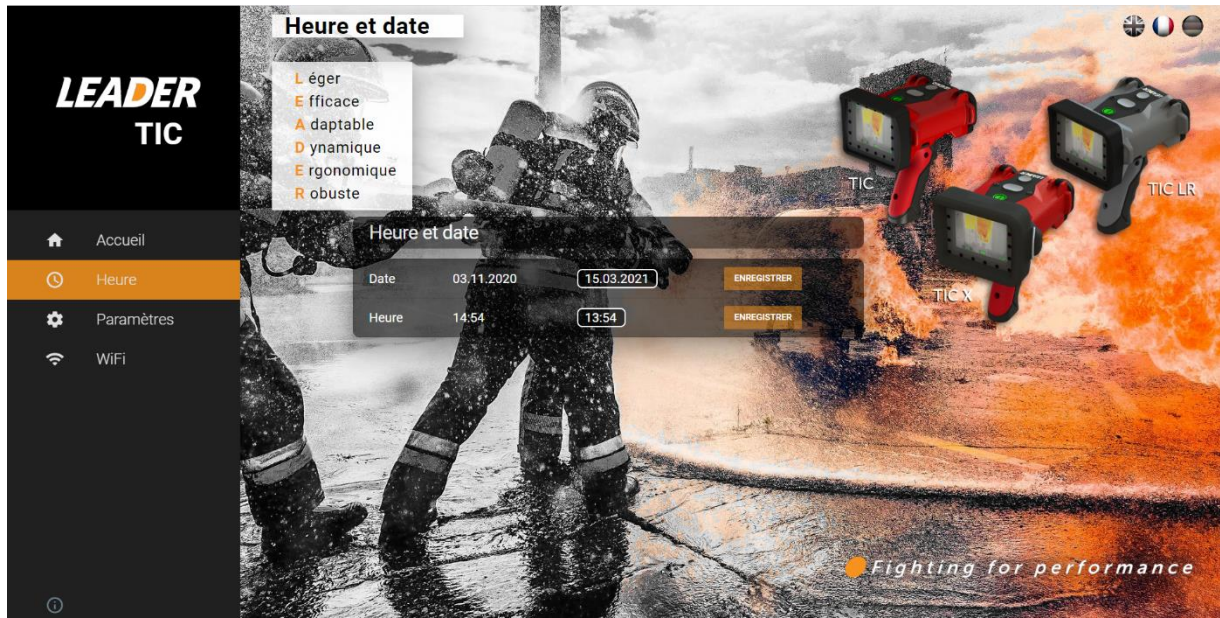 LEADER
TIC
Accueil
Heure
Paramètres
WiFi
Heure et date
L éger
E fficace
A daptable
D ynamique
E rgonomique
R obuste
Heure et date
Date 03.11.2020 15.03.2021 ENREGISTRER
Heure 14:54 13:54 ENREGISTRER
TIC
TIC LR
TIC X
Fighting for performance